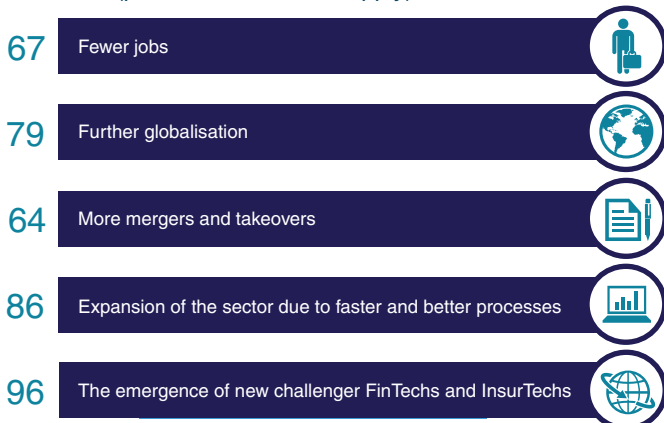 67 Fewer jobs
79 Further globalisation
64 More mergers and takeovers
86 Expansion of the sector due to faster and better processes
96 The emergence of new challenger FinTechs and InsurTechs